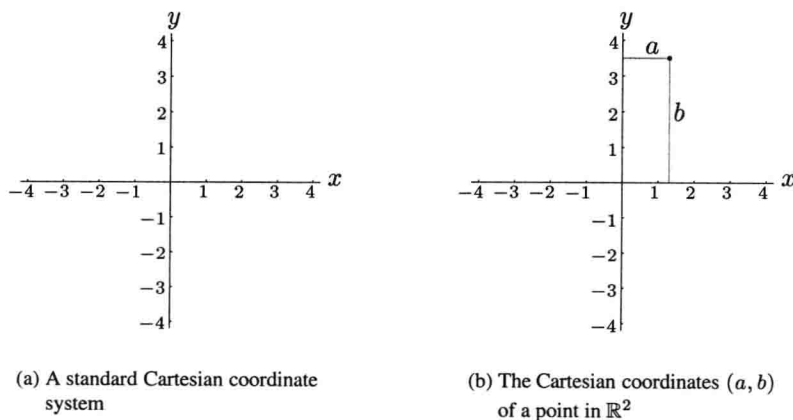 y
4
3
2
1
−4 −3 −2 −1 1 2 3 4 x
−1
−2
−3
−4
(a) A standard Cartesian coordinate
system
y
4
a
3
2
b
1
−4 −3 −2 −1 1 2 3 4 x
−1
−2
−3
−4
(b) The Cartesian coordinates (a, b)
of a point in ℝ²